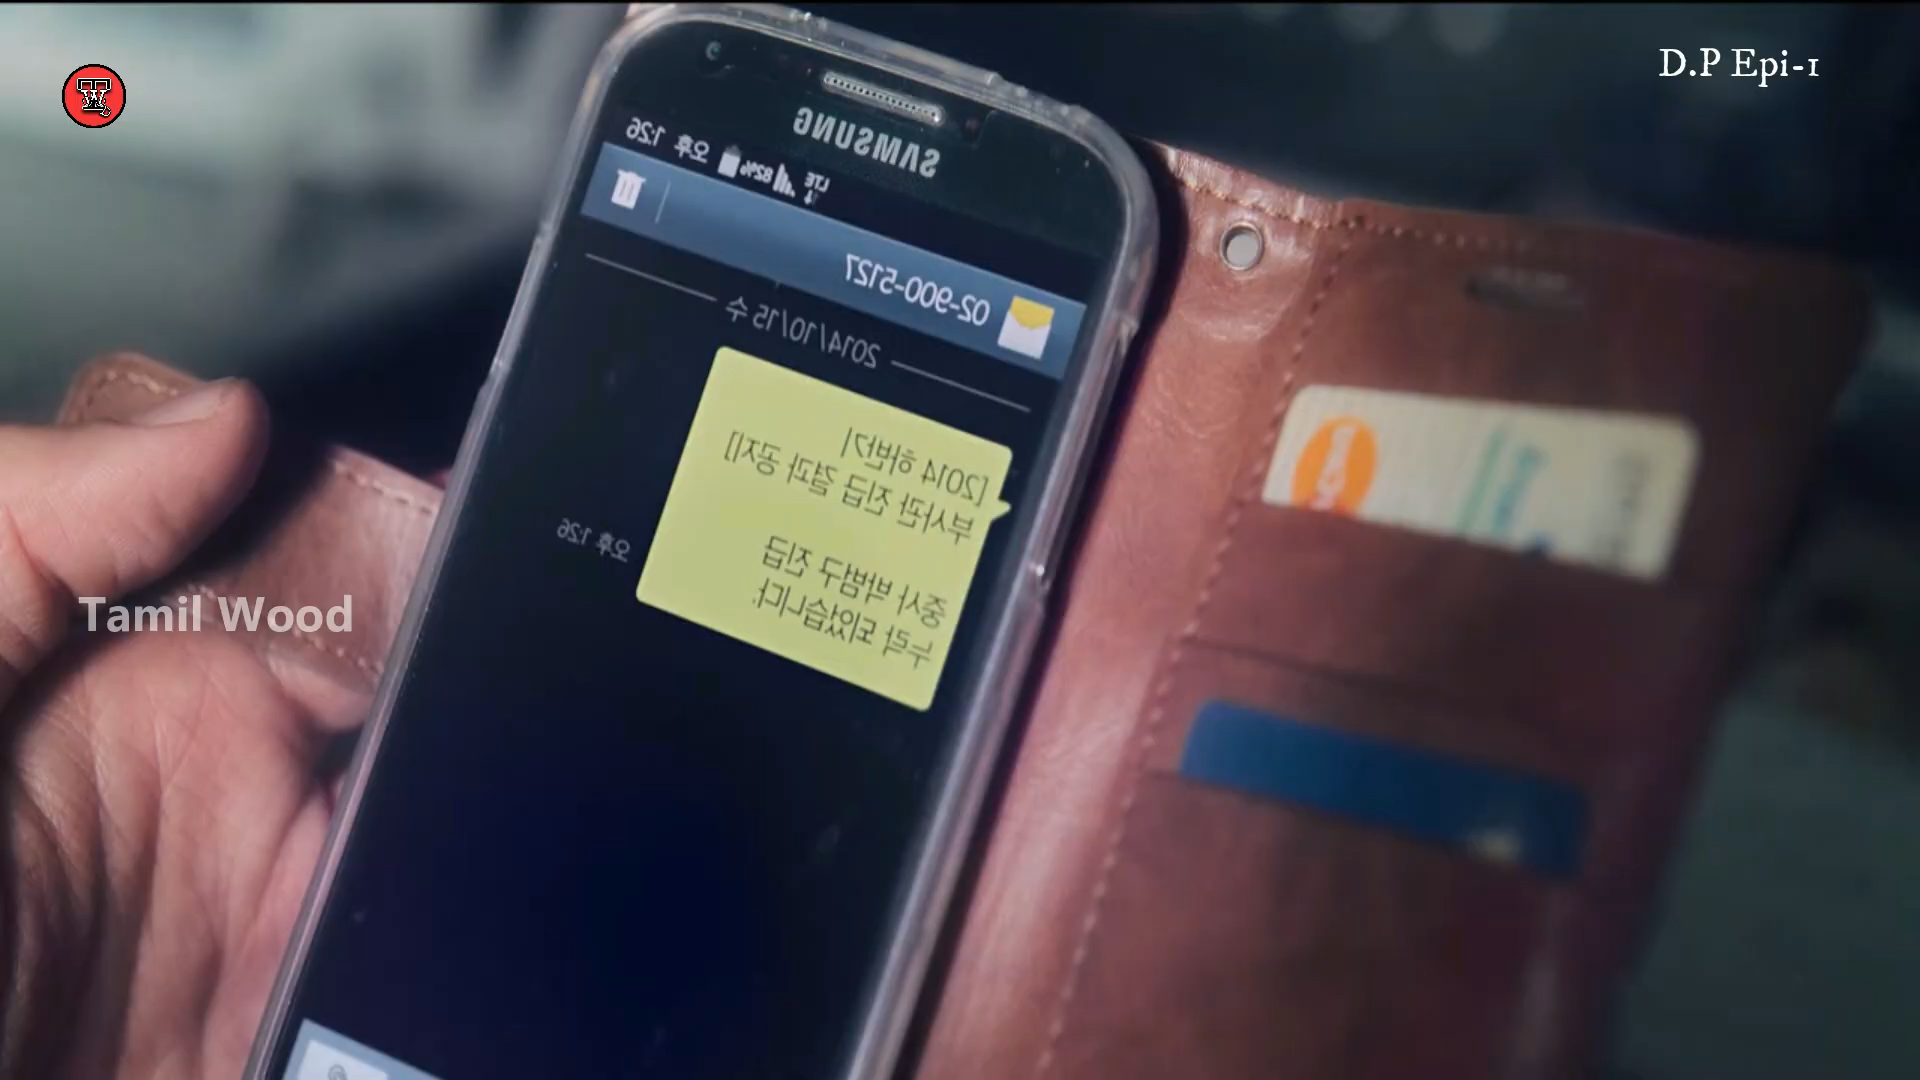 D.P Epi-1
SAMSUNG
LTE 82% 오후 1:26
02-900-5127
2014/10/15 수
[2014 하반기
부사관 진급 결과 공지]
중사 박범구 진급
누락 되었습니다.
오후 1:26
Tamil Wood